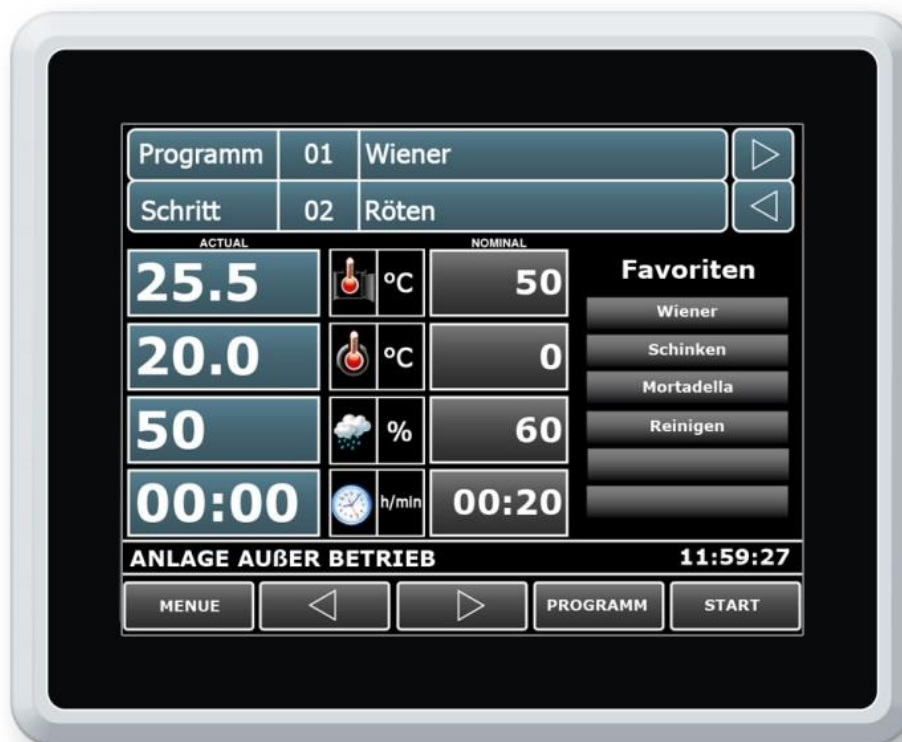 Programm 01 Wiener
Schritt 02 Röten
ACTUAL NOMINAL
25.5 °C 50
20.0 °C 0
50 % 60
00:00 h/min 00:20
Favoriten
Wiener
Schinken
Mortadella
Reinigen
ANLAGE AUßER BETRIEB 11:59:27
MENUE PROGRAMM START